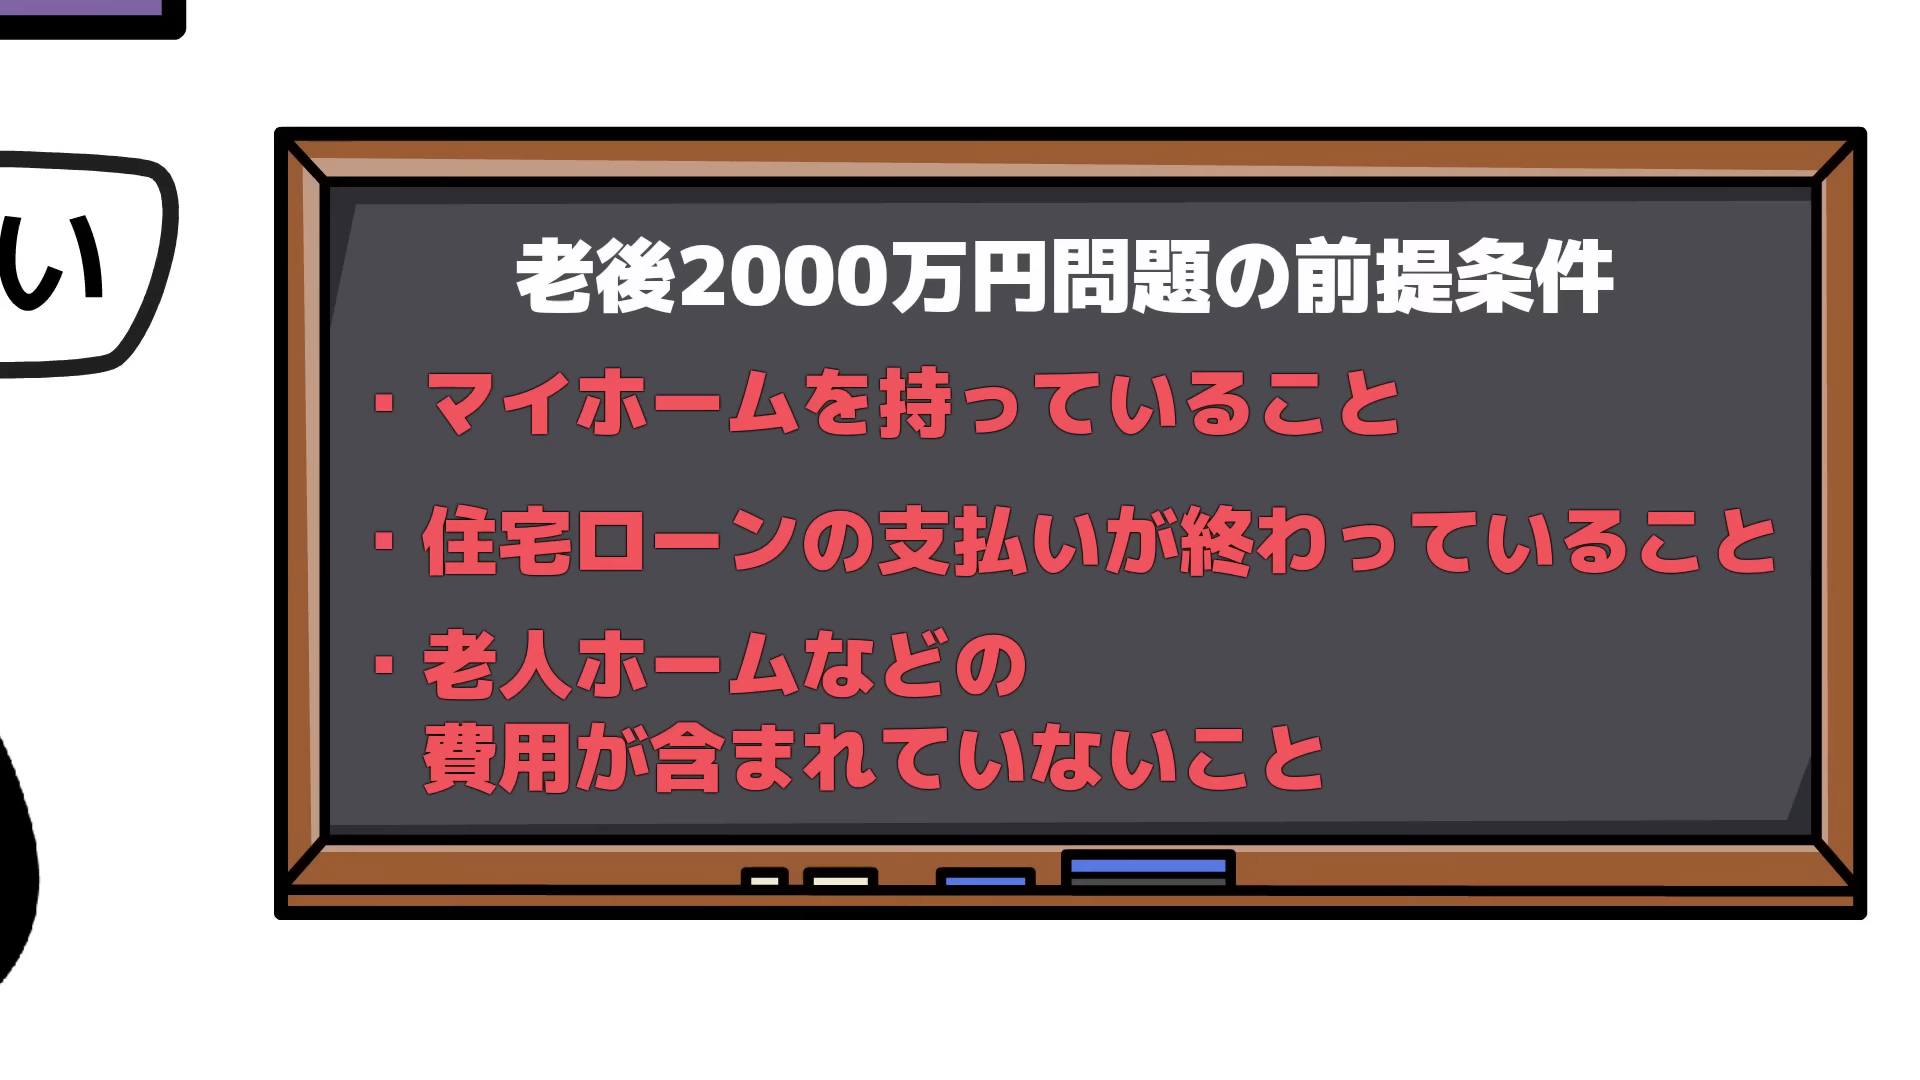 い
老後2000万円問題の前提条件
・マイホームを持っていること
・住宅ローンの支払いが終わっていること
・老人ホームなどの
費用が含まれていないこと